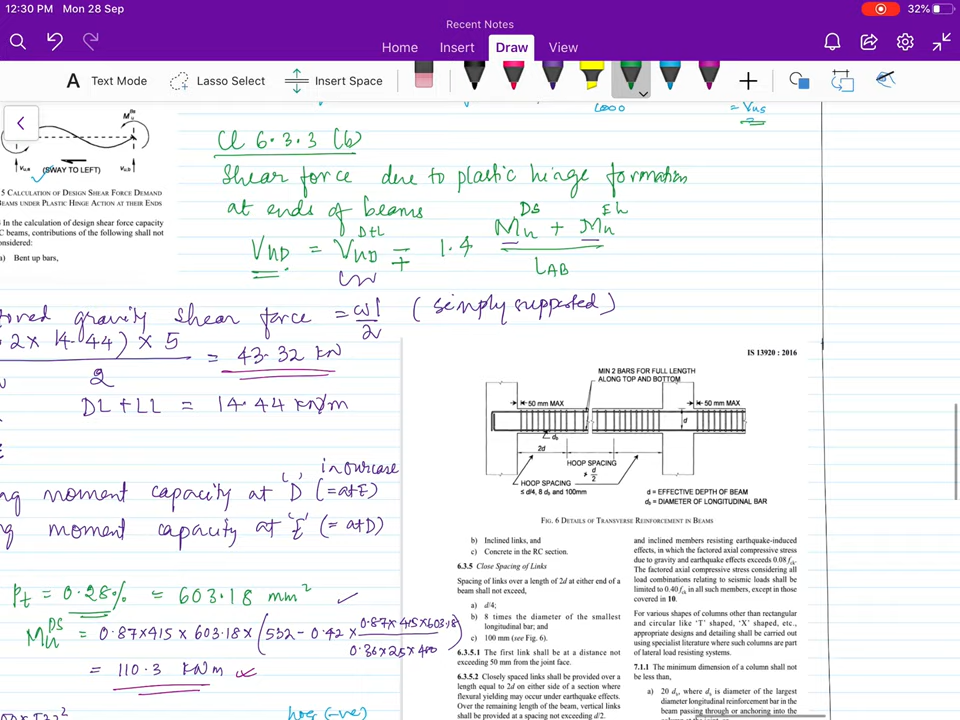 12:30 PM Mon 28 Sep
32%
Recent Notes
Home Insert Draw View
A Text Mode
Lasso Select
Insert Space
1000
= Vus
(SWAY TO LEFT)
5 CALCULATION OF DESIGN SHEAR FORCE DEMAND
BEAMS UNDER PLASTIC HINGE ACTION AT THEIR ENDS
In the calculation of design shear force capacity
C beams, contributions of the following shall not
onsidered:
a) Bent up bars,
Cl 6.3.3 (b)
Shear force due to plastic hinge formation
at ends of beams
VuD = VuD D+L ∓ 1.4 Mu DS + Mu Eh
LAB
ored gravity shear force = wl/2 (simply supported)
2 × 14.44) × 5
2
= 43.32 kN
DL + LL = 14.44 kN/m
in our case
ng moment capacity at 'D' (= at E)
ng moment capacity at 'E' (= at D)
Pt = 0.28% = 603.18 mm²
Mu DS = 0.87×415×603.18×(532 - 0.42 × 0.87×415×603.18
0.36×25×400)
= 110.3 kNm
hog (-ve)
IS 13920 : 2016
MIN 2 BARS FOR FULL LENGTH
ALONG TOP AND BOTTOM
50 mm MAX
50 mm MAX
d
db
2d
HOOP SPACING
≯ d/2
HOOP SPACING
≤ d/4, 8 db AND 100mm
d = EFFECTIVE DEPTH OF BEAM
db = DIAMETER OF LONGITUDINAL BAR
FIG. 6 DETAILS OF TRANSVERSE REINFORCEMENT IN BEAMS
b) Inclined links, and
c) Concrete in the RC section.
6.3.5 Close Spacing of Links
Spacing of links over a length of 2d at either end of a
beam shall not exceed,
a) d/4;
b) 8 times the diameter of the smallest
longitudinal bar; and
c) 100 mm (see Fig. 6).
6.3.5.1 The first link shall be at a distance not
exceeding 50 mm from the joint face.
6.3.5.2 Closely spaced links shall be provided over a
length equal to 2d on either side of a section where
flexural yielding may occur under earthquake effects.
Over the remaining length of the beam, vertical links
shall be provided at a spacing not exceeding d/2.
and inclined members resisting earthquake-induced
effects, in which the factored axial compressive stress
due to gravity and earthquake effects exceeds 0.08 fck.
The factored axial compressive stress considering all
load combinations relating to seismic loads shall be
limited to 0.40 fck in all such members, except in those
covered in 10.
For various shapes of columns other than rectangular
and circular like 'T' shaped, 'X' shaped, etc.,
appropriate designs and detailing shall be carried out
using specialist literature where such columns are part
of lateral load resisting systems.
7.1.1 The minimum dimension of a column shall not
be less than,
a) 20 db, where db is diameter of the largest
diameter longitudinal reinforcement bar in the
beam passing through or anchoring into the